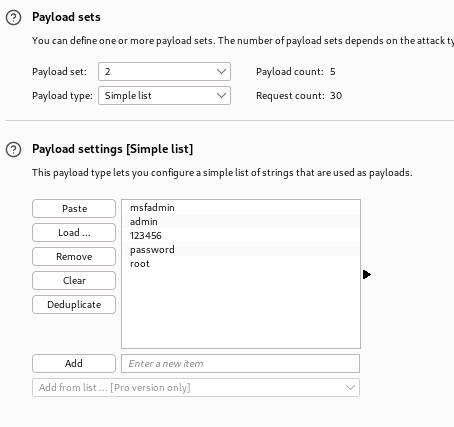 Payload sets
You can define one or more payload sets. The number of payload sets depends on the attack ty
Payload set: 2 Payload count: 5
Payload type: Simple list Request count: 30
Payload settings [Simple list]
This payload type lets you configure a simple list of strings that are used as payloads.
Paste
Load ...
Remove
Clear
Deduplicate
msfadmin
admin
123456
password
root
Add Enter a new item
Add from list ... [Pro version only]